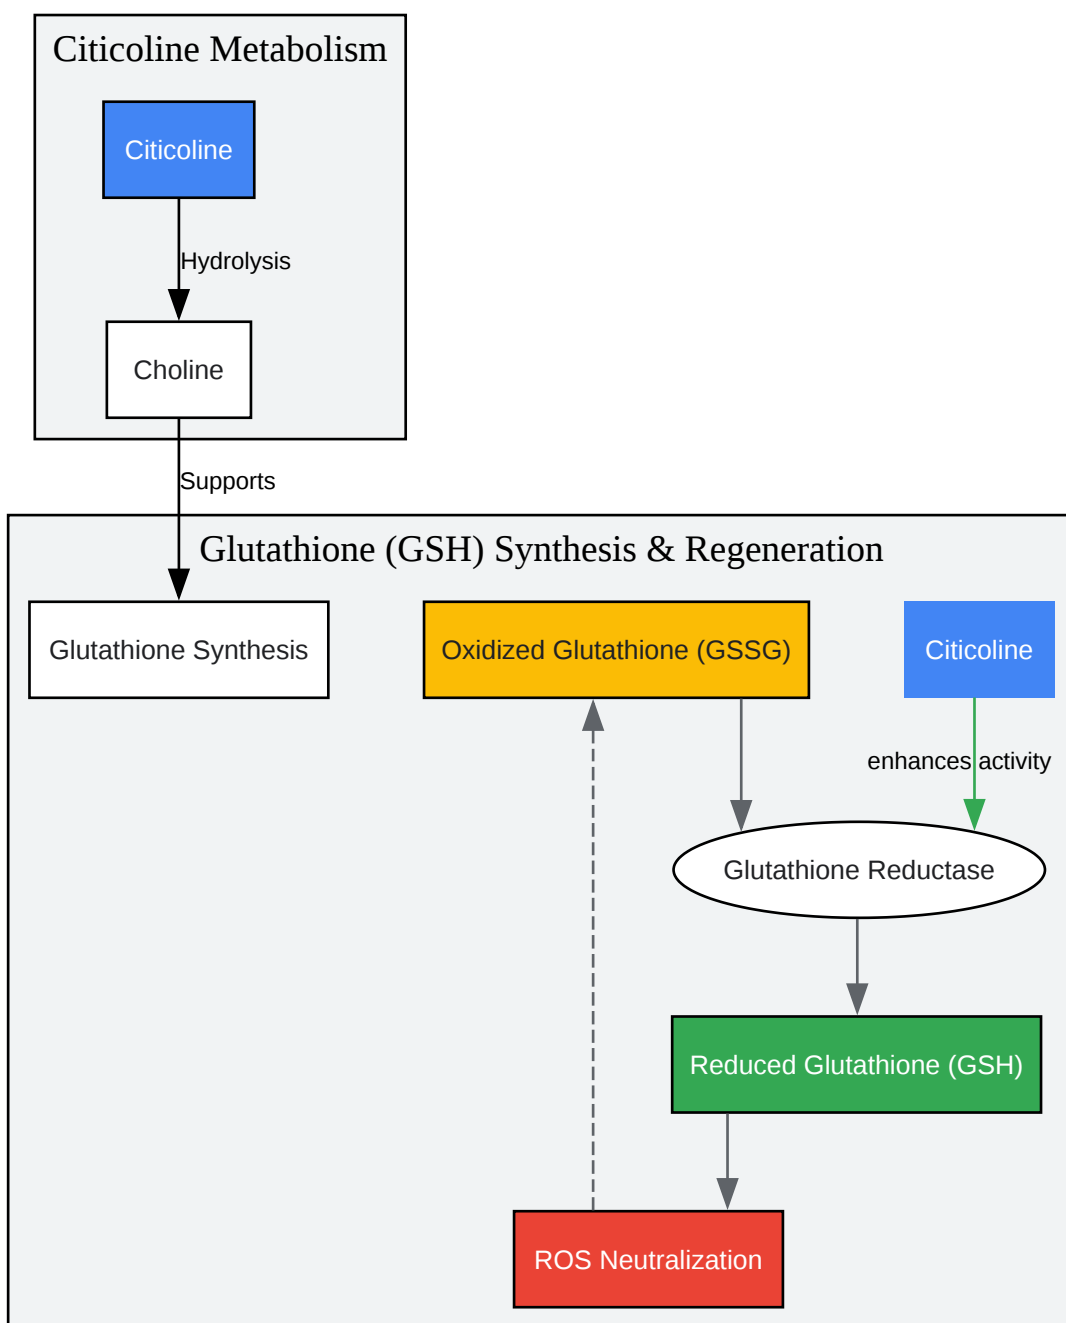 Citicoline Metabolism
Citicoline
Hydrolysis
Choline
Supports
Glutathione (GSH) Synthesis & Regeneration
Glutathione Synthesis
Oxidized Glutathione (GSSG)
Citicoline
enhances activity
Glutathione Reductase
Reduced Glutathione (GSH)
ROS Neutralization